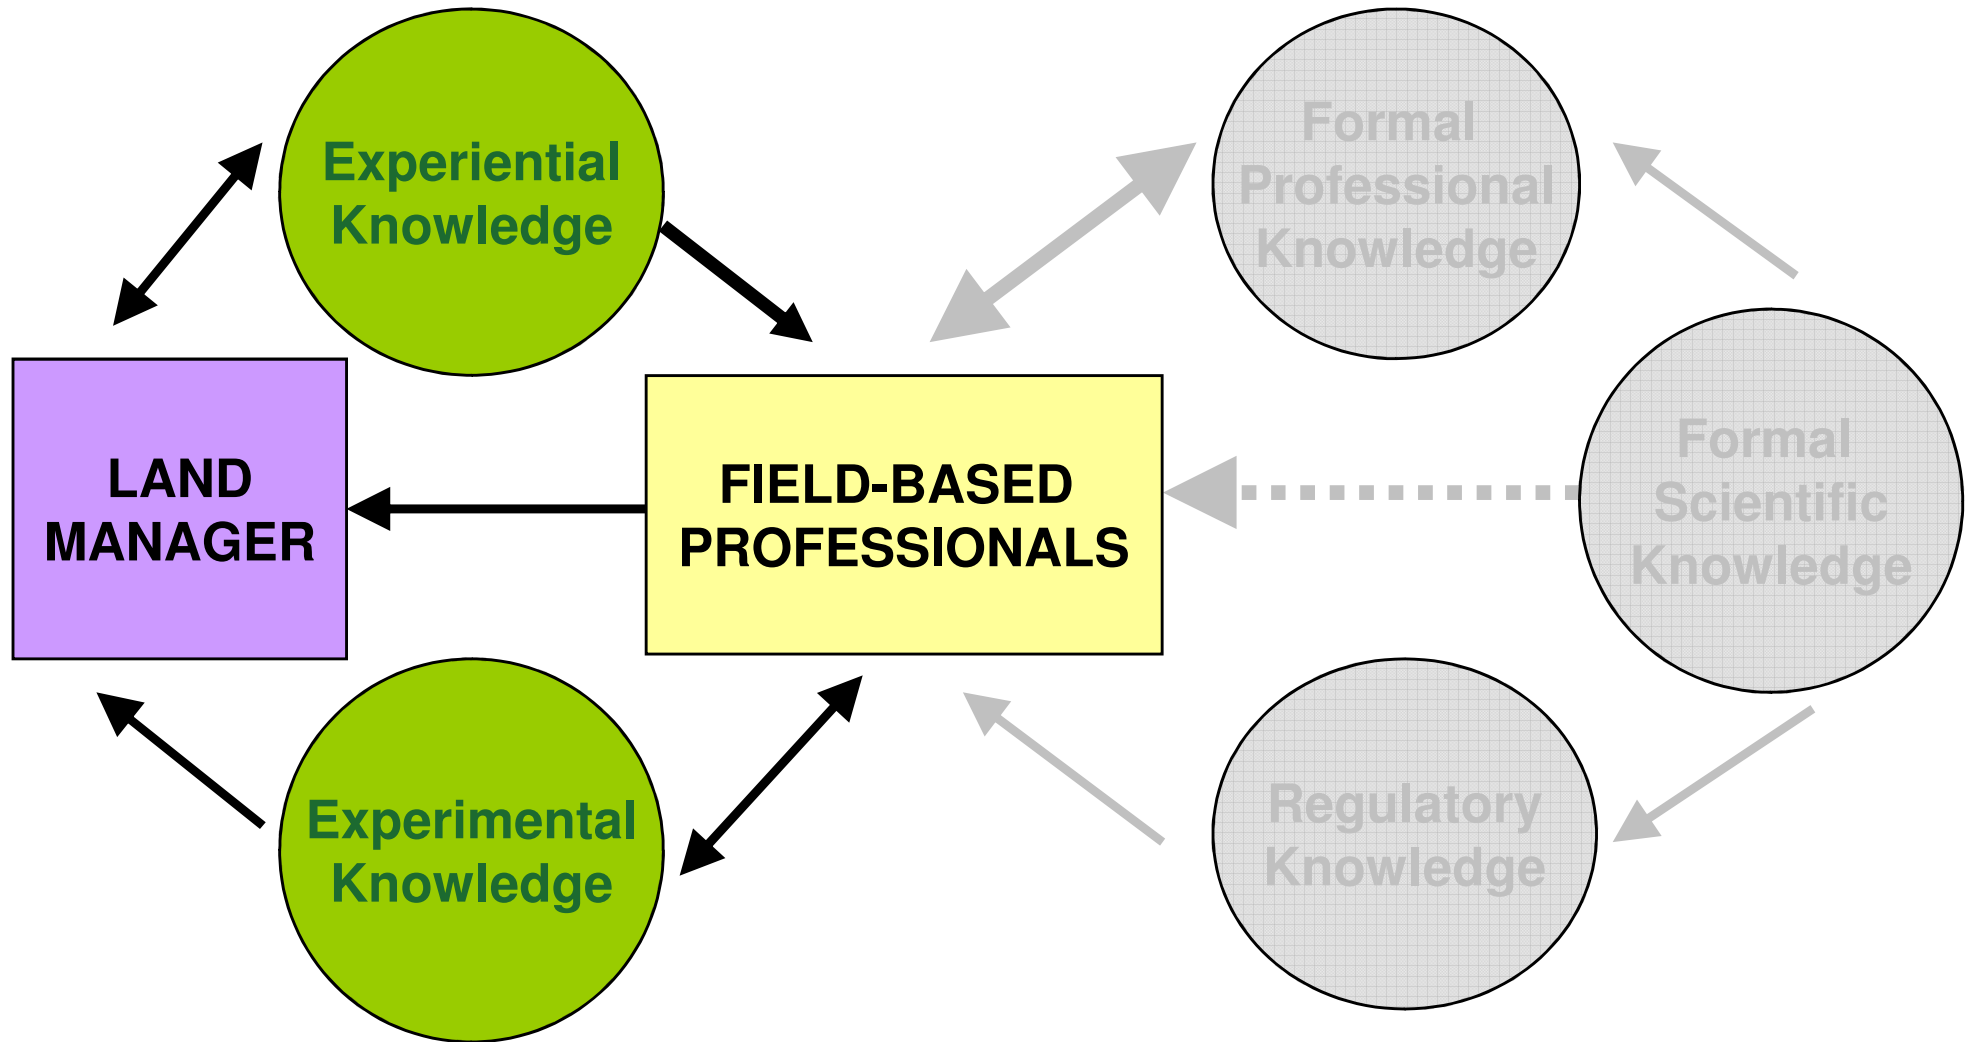 Experiential
Knowledge
Formal
Professional
Knowledge
LAND
MANAGER
FIELD-BASED
PROFESSIONALS
Formal
Scientific
Knowledge
Experimental
Knowledge
Regulatory
Knowledge